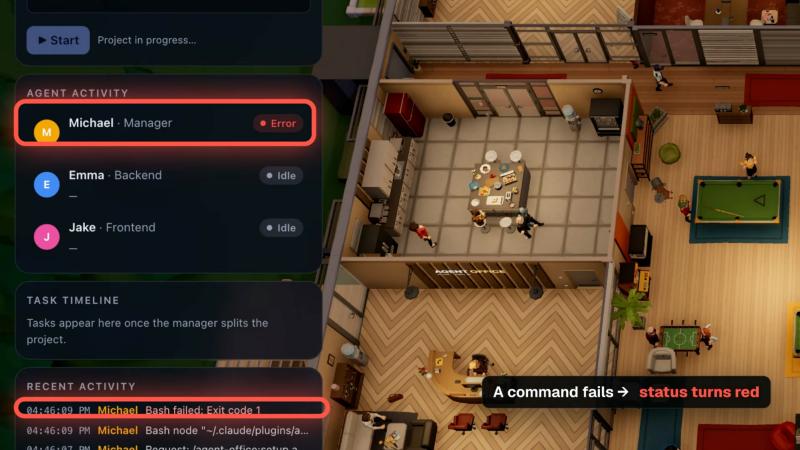 ▶ Start Project in progress...
AGENT ACTIVITY
M Michael · Manager Error
E Emma · Backend Idle
—
J Jake · Frontend Idle
—
TASK TIMELINE
Tasks appear here once the manager splits the
project.
RECENT ACTIVITY
04:46:09 PM Michael Bash failed: Exit code 1
04:46:09 PM Michael Bash node "~/.claude/plugins/a...
04:46:07 PM Michael Request: /agent-office:setup a
AGENT OFFICE
A command fails → status turns red